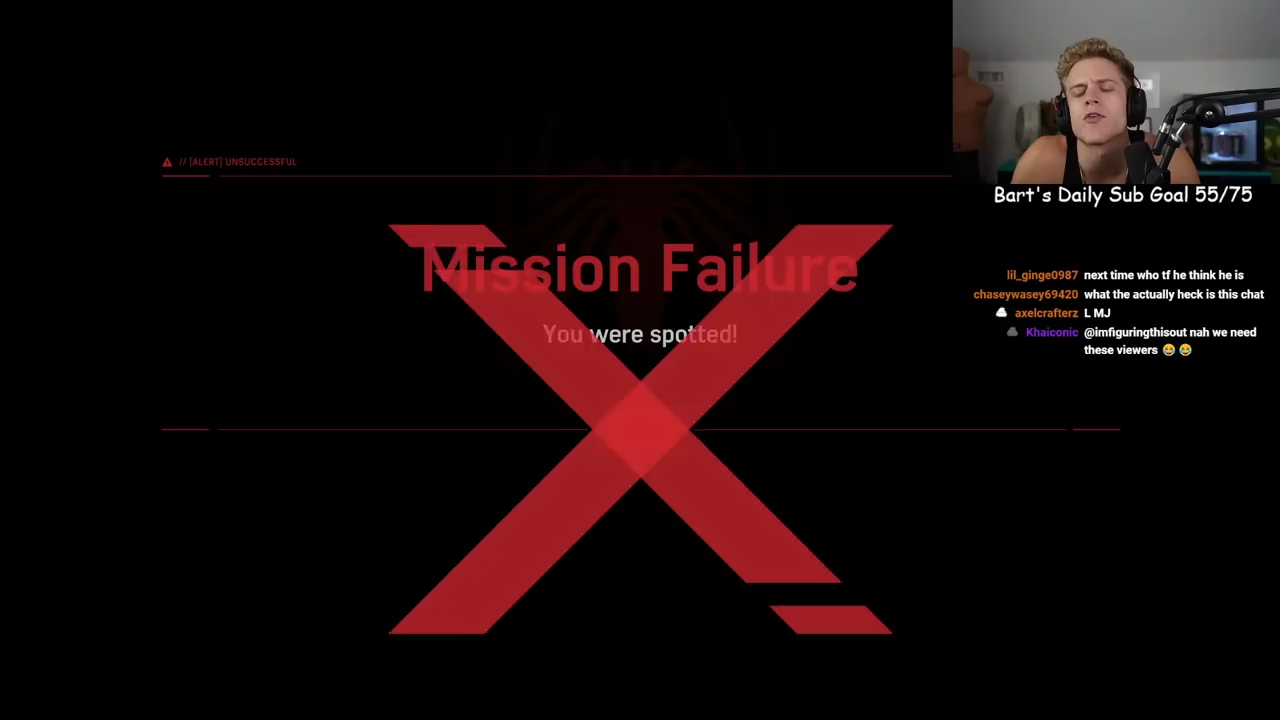 // [ALERT] UNSUCCESSFUL
Mission Failure
You were spotted!
Bart's Daily Sub Goal 55/75
lil_ginge0987 next time who tf he think he is
chaseywasey69420 what the actually heck is this chat
axelcrafterz L MJ
Khaiconic @imfiguringthisout nah we need
these viewers 😂 😂